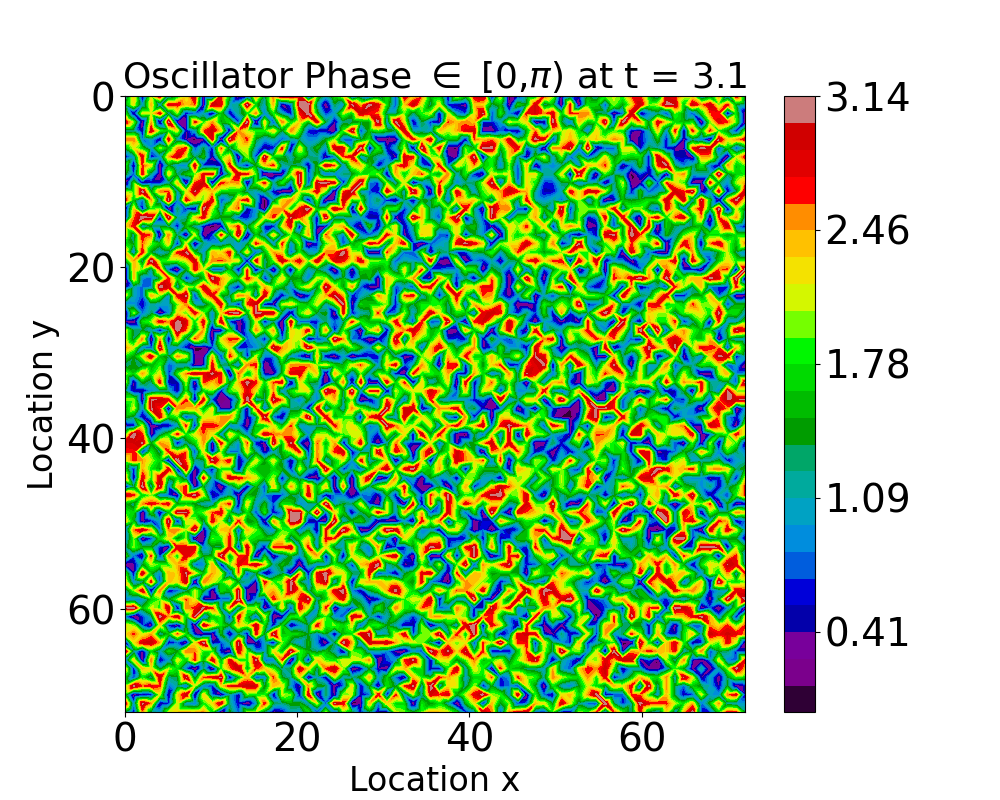 Oscillator Phase ∈ [0,π) at t = 3.1
0
20
40
60
Location y
0 20 40 60
Location x
3.14
2.46
1.78
1.09
0.41